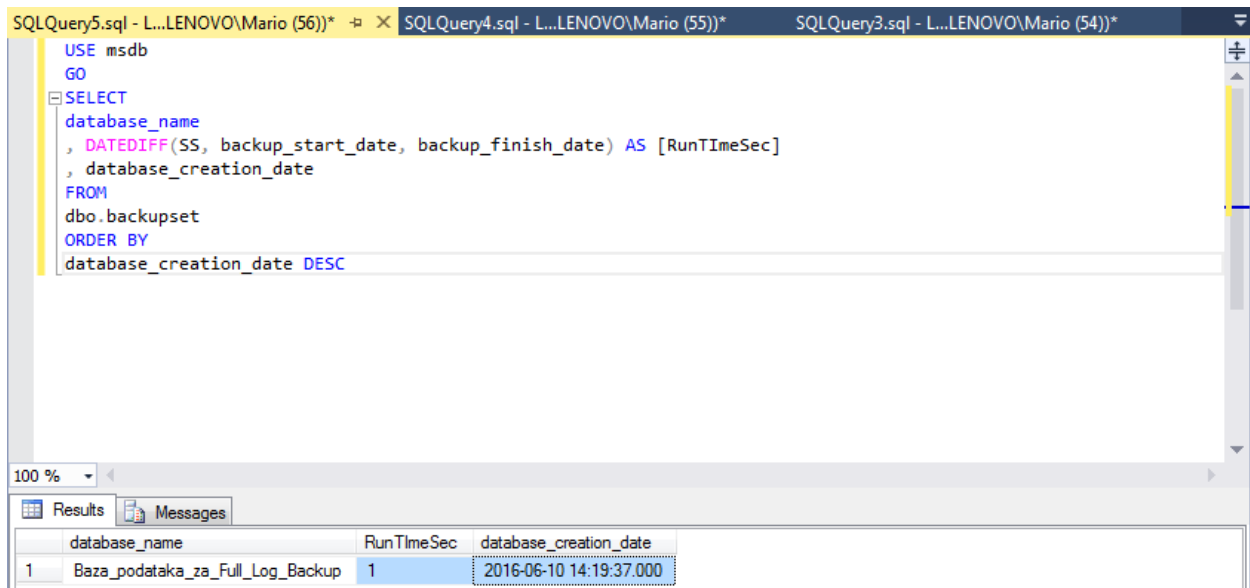 SQLQuery5.sql - L...LENOVO\Mario (56))* SQLQuery4.sql - L...LENOVO\Mario (55))* SQLQuery3.sql - L...LENOVO\Mario (54))*
USE msdb
GO
SELECT
database_name
, DATEDIFF(SS, backup_start_date, backup_finish_date) AS [RunTImeSec]
, database_creation_date
FROM
dbo.backupset
ORDER BY
database_creation_date DESC
100 %
Results Messages
database_name RunTImeSec database_creation_date
1 Baza_podataka_za_Full_Log_Backup 1 2016-06-10 14:19:37.000